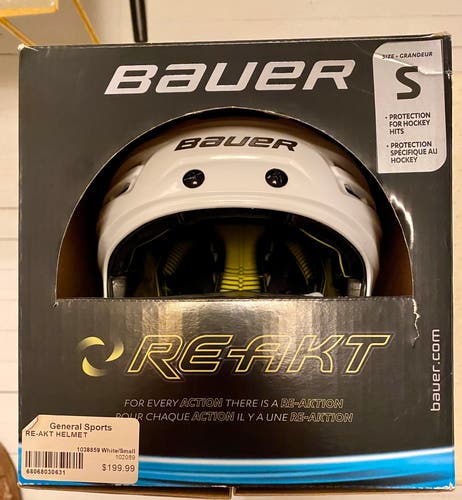 BAUER
SIZE - GRANDEUR
S
• PROTECTION
FOR HOCKEY
HITS
• PROTECTION
SPÉCIFIQUE AU
HOCKEY
BAUER
RE-AKT
bauer.com
FOR EVERY ACTION THERE IS A RE-AKTION
POUR CHAQUE ACTION IL Y A UNE RE-AKTION
General Sports
RE-AKT HELMET
1038859 White/Small
102089
$199.99
68068030631